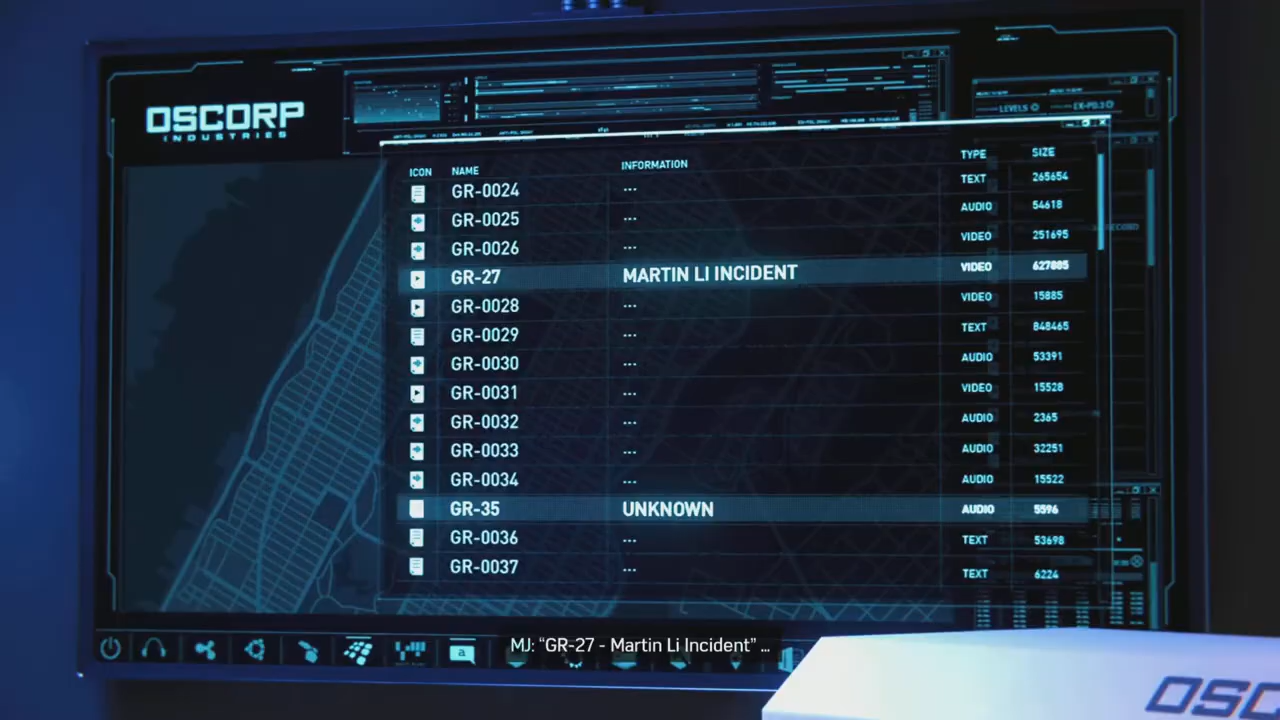 OSCORP
INDUSTRIES
LEVELS
ICON NAME INFORMATION TYPE SIZE
GR-0024 --- TEXT 265654
GR-0025 --- AUDIO 54618
GR-0026 --- VIDEO 251695
GR-27 MARTIN LI INCIDENT VIDEO 627885
GR-0028 --- VIDEO 15885
GR-0029 --- TEXT 848465
GR-0030 --- AUDIO 53391
GR-0031 --- VIDEO 15528
GR-0032 --- AUDIO 2365
GR-0033 --- AUDIO 32251
GR-0034 --- AUDIO 15522
GR-35 UNKNOWN AUDIO 5596
GR-0036 --- TEXT 53698
GR-0037 --- TEXT 6224
a
MJ: “GR-27 - Martin Li Incident” ...
OSC